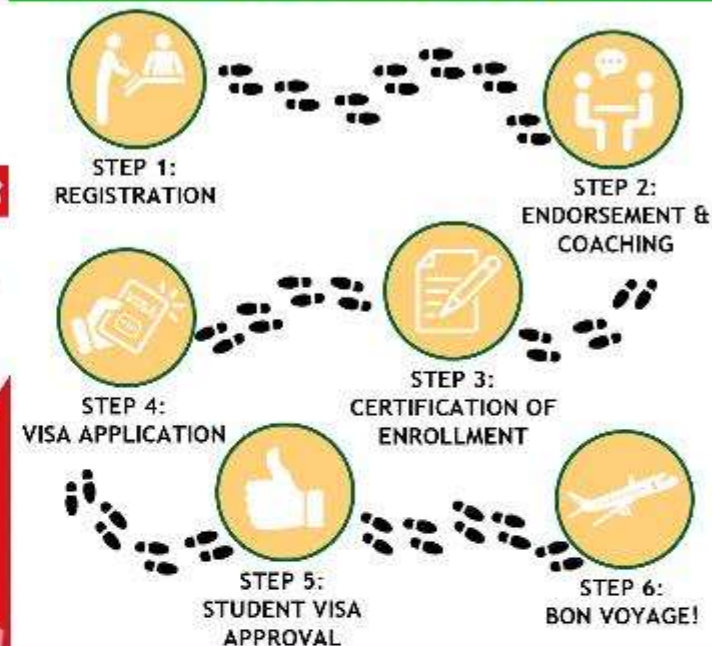 STEP 1:
REGISTRATION
STEP 2:
ENDORSEMENT &
COACHING
STEP 3:
CERTIFICATION OF
ENROLLMENT
VISA
STEP 4:
VISA APPLICATION
STEP 5:
STUDENT VISA
APPROVAL
STEP 6:
BON VOYAGE!